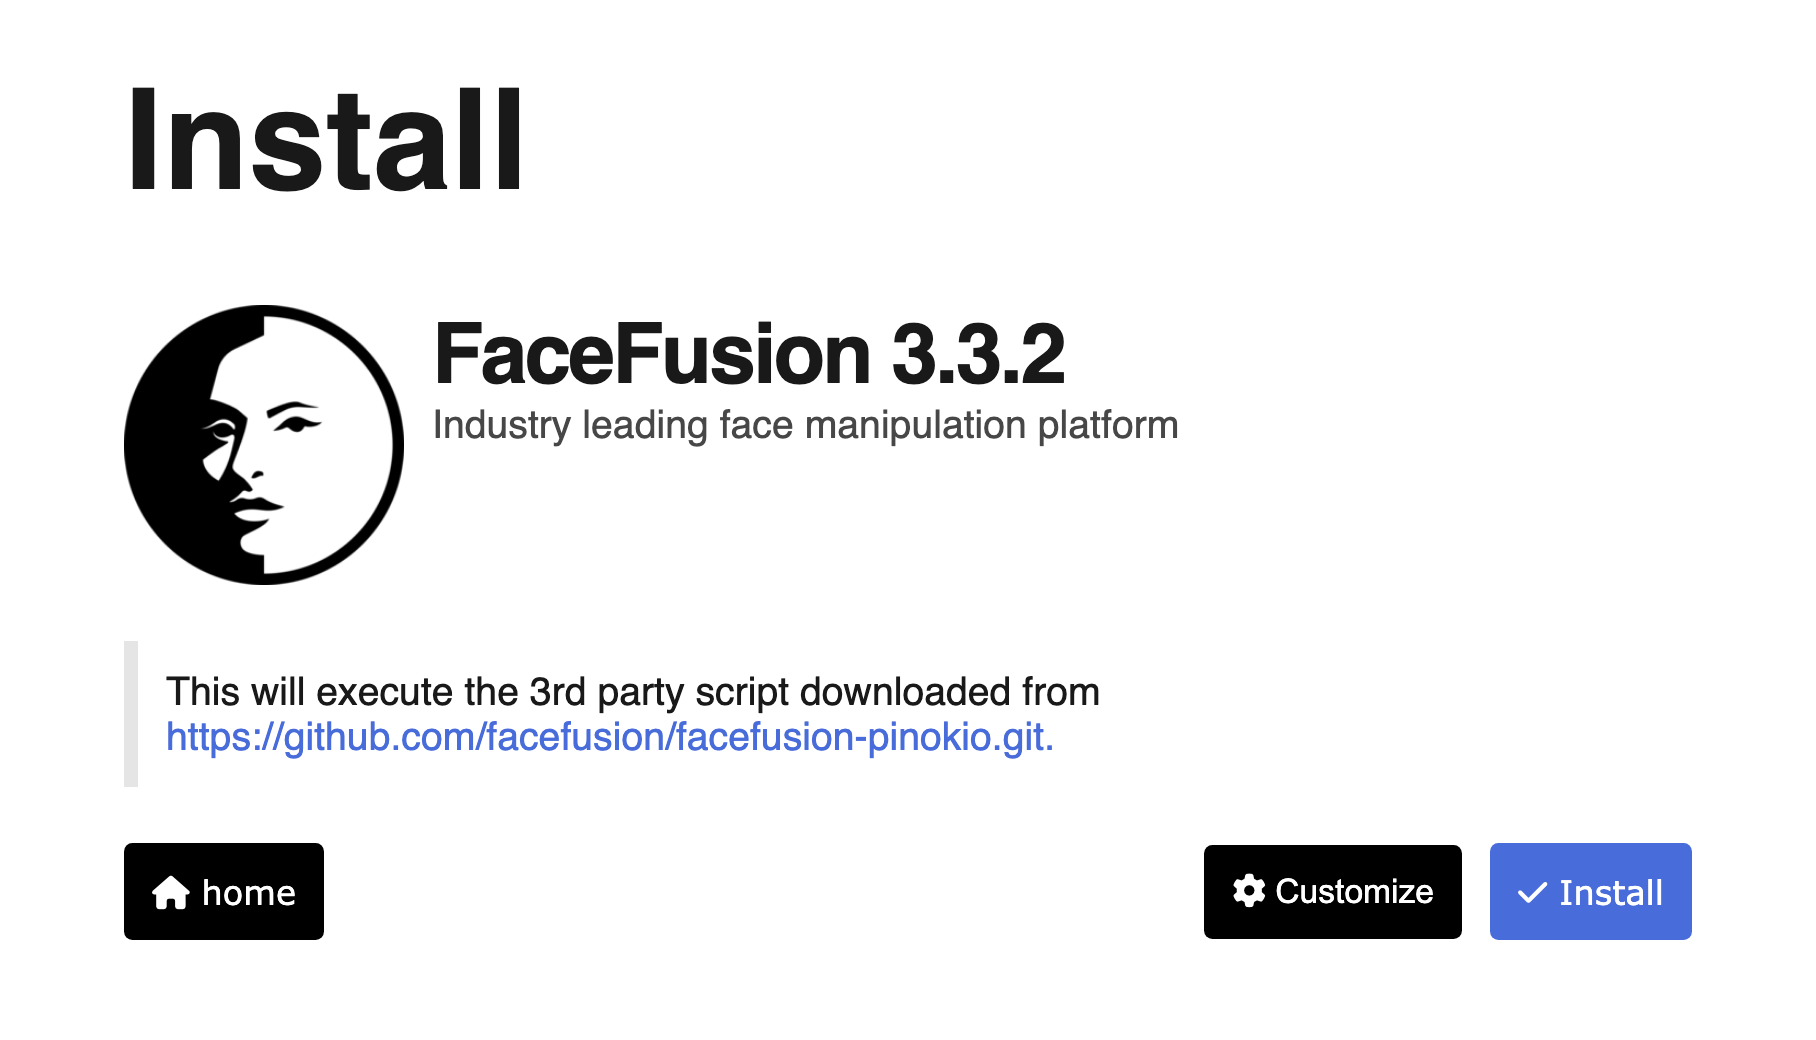 Install
FaceFusion 3.3.2
Industry leading face manipulation platform
This will execute the 3rd party script downloaded from
https://github.com/facefusion/facefusion-pinokio.git.
home
Customize
Install